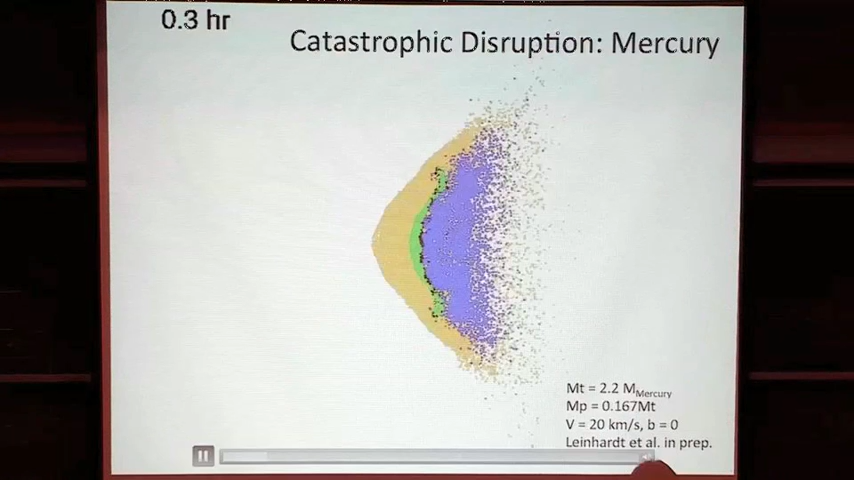 0.3 hr
Catastrophic Disruption: Mercury
Mt = 2.2 MMercury
Mp = 0.167Mt
V = 20 km/s, b = 0
Leinhardt et al. in prep.